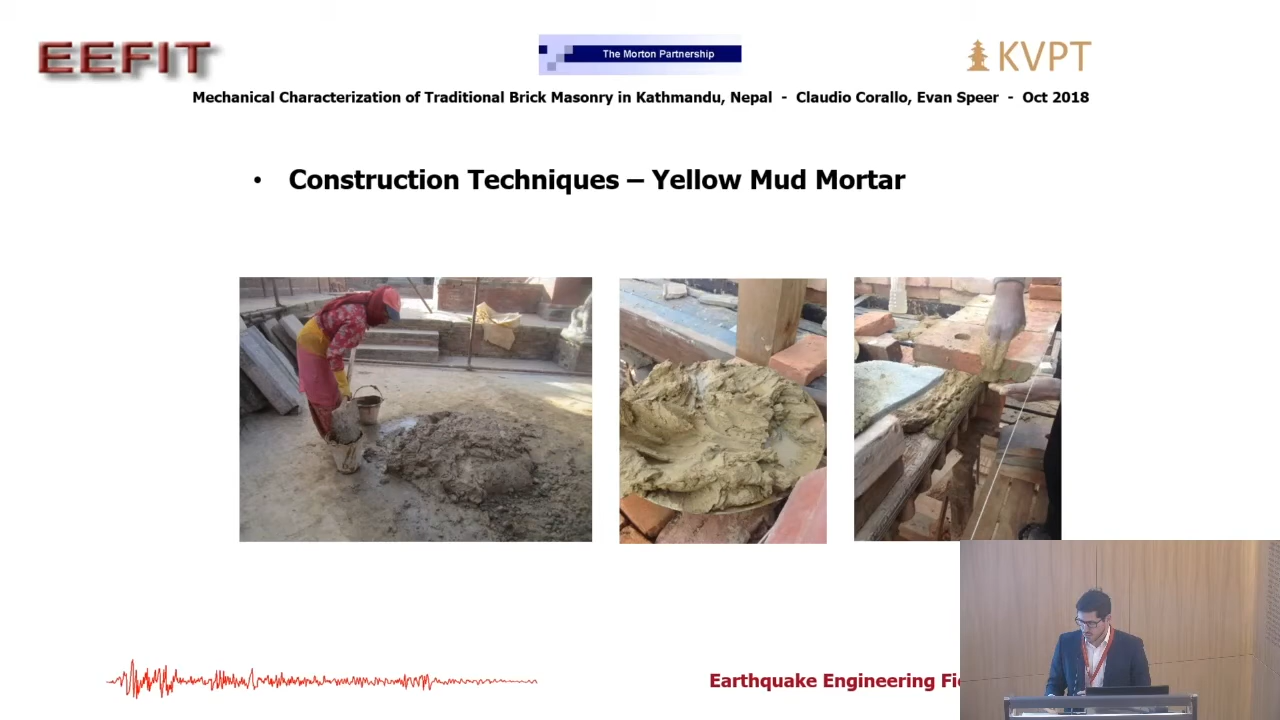 EEFIT
The Morton Partnership
KVPT
Mechanical Characterization of Traditional Brick Masonry in Kathmandu, Nepal - Claudio Corallo, Evan Speer - Oct 2018
• Construction Techniques – Yellow Mud Mortar
Earthquake Engineering